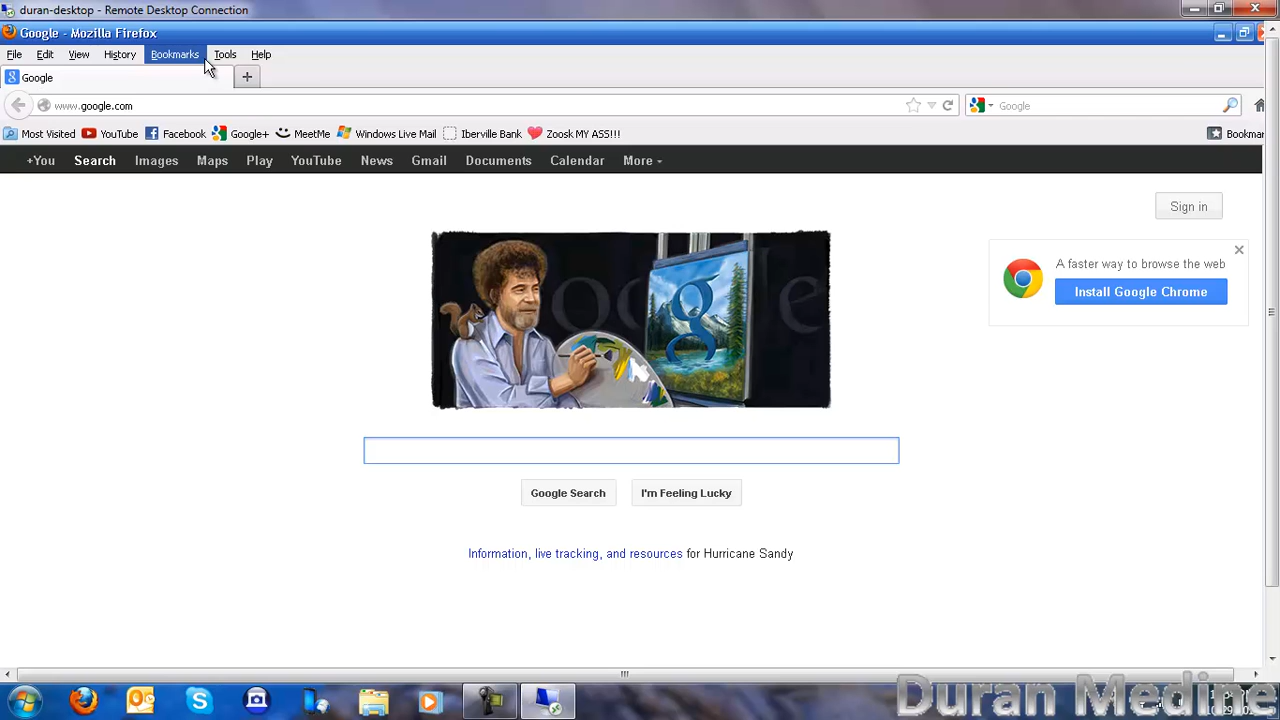 duran-desktop - Remote Desktop Connection
Google - Mozilla Firefox
File Edit View History Bookmarks Tools Help
Google
www.google.com Google
Most Visited YouTube Facebook Google+ MeetMe Windows Live Mail Iberville Bank Zoosk MY ASS!!! Bookmar
+You Search Images Maps Play YouTube News Gmail Documents Calendar More
Sign in
A faster way to browse the web
Install Google Chrome
Google Search I'm Feeling Lucky
Information, live tracking, and resources for Hurricane Sandy
Duran Medine